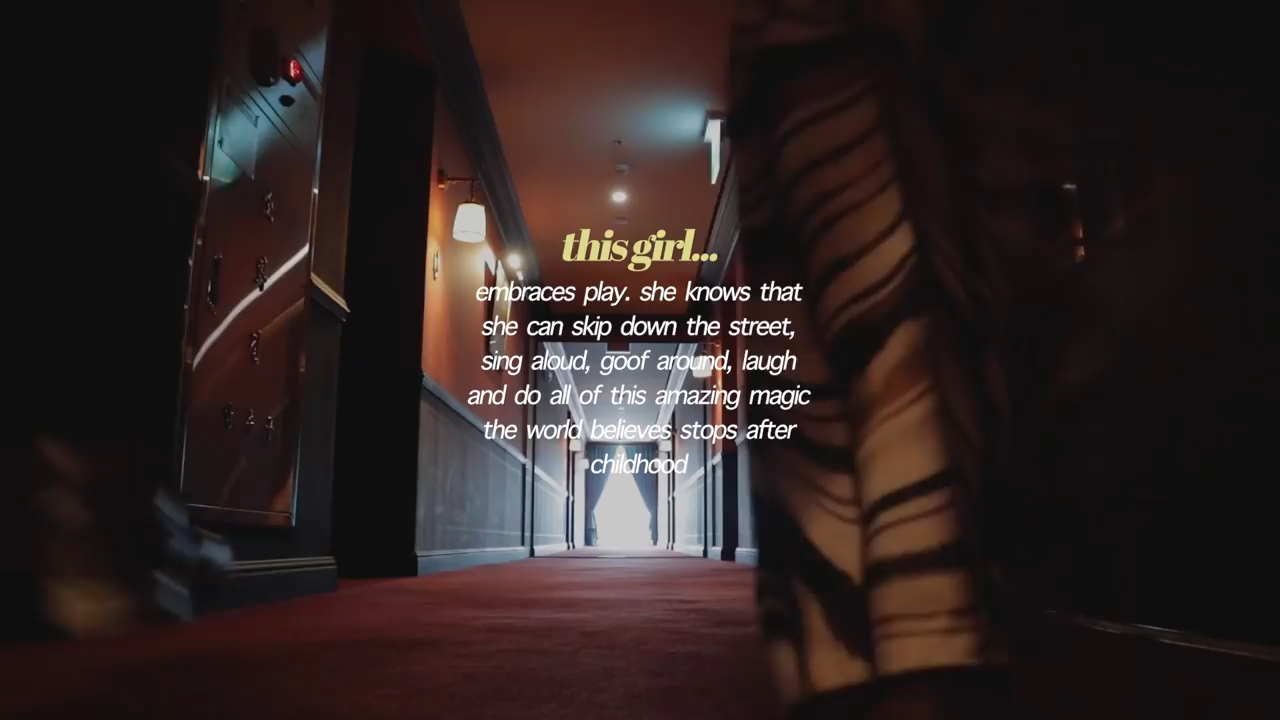 this girl...
embraces play. she knows that
she can skip down the street,
sing aloud, goof around, laugh
and do all of this amazing magic
the world believes stops after
childhood